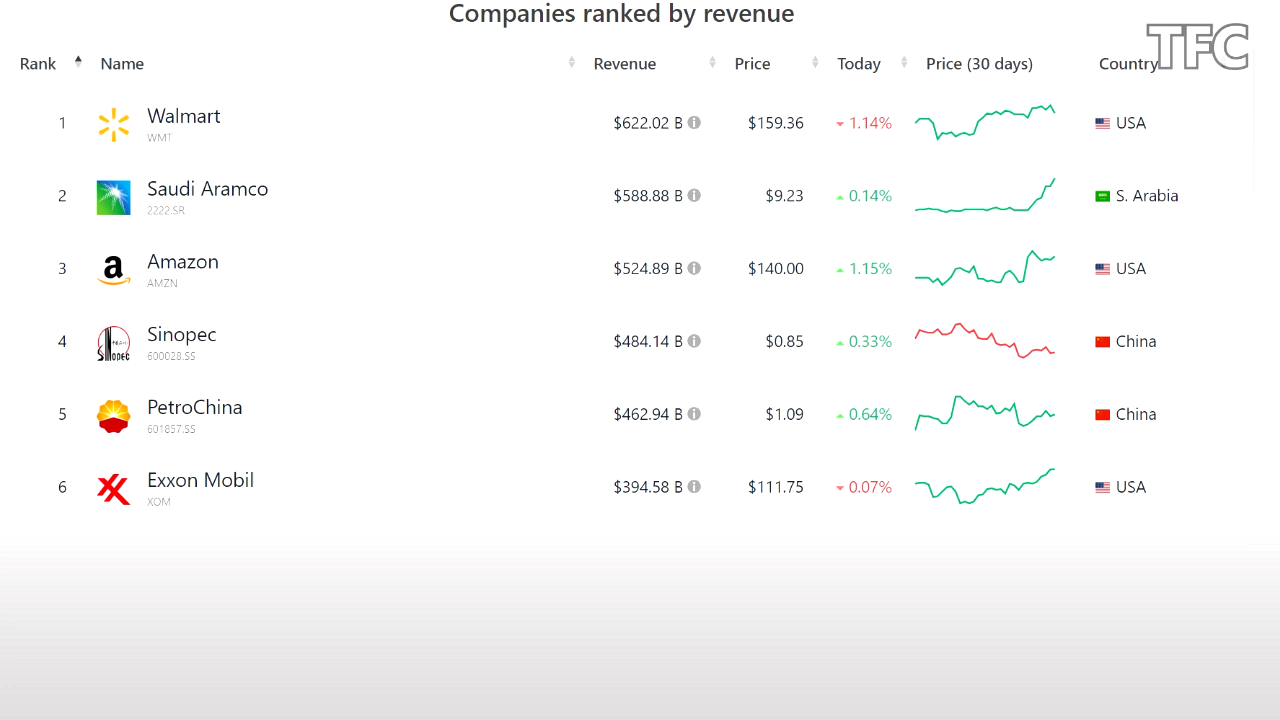 Companies ranked by revenue
TFC
Rank Name Revenue Price Today Price (30 days) Country
1 Walmart $622.02 B $159.36 1.14% USA
WMT
2 Saudi Aramco $588.88 B $9.23 0.14% S. Arabia
2222.SR
3 Amazon $524.89 B $140.00 1.15% USA
AMZN
4 Sinopec $484.14 B $0.85 0.33% China
600028.SS
5 PetroChina $462.94 B $1.09 0.64% China
601857.SS
6 Exxon Mobil $394.58 B $111.75 0.07% USA
XOM